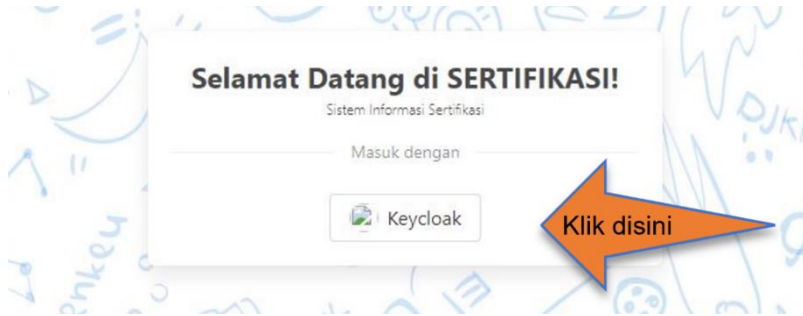 Selamat Datang di SERTIFIKASI!
Sistem Informasi Sertifikasi
Masuk dengan
Keycloak
Klik disini